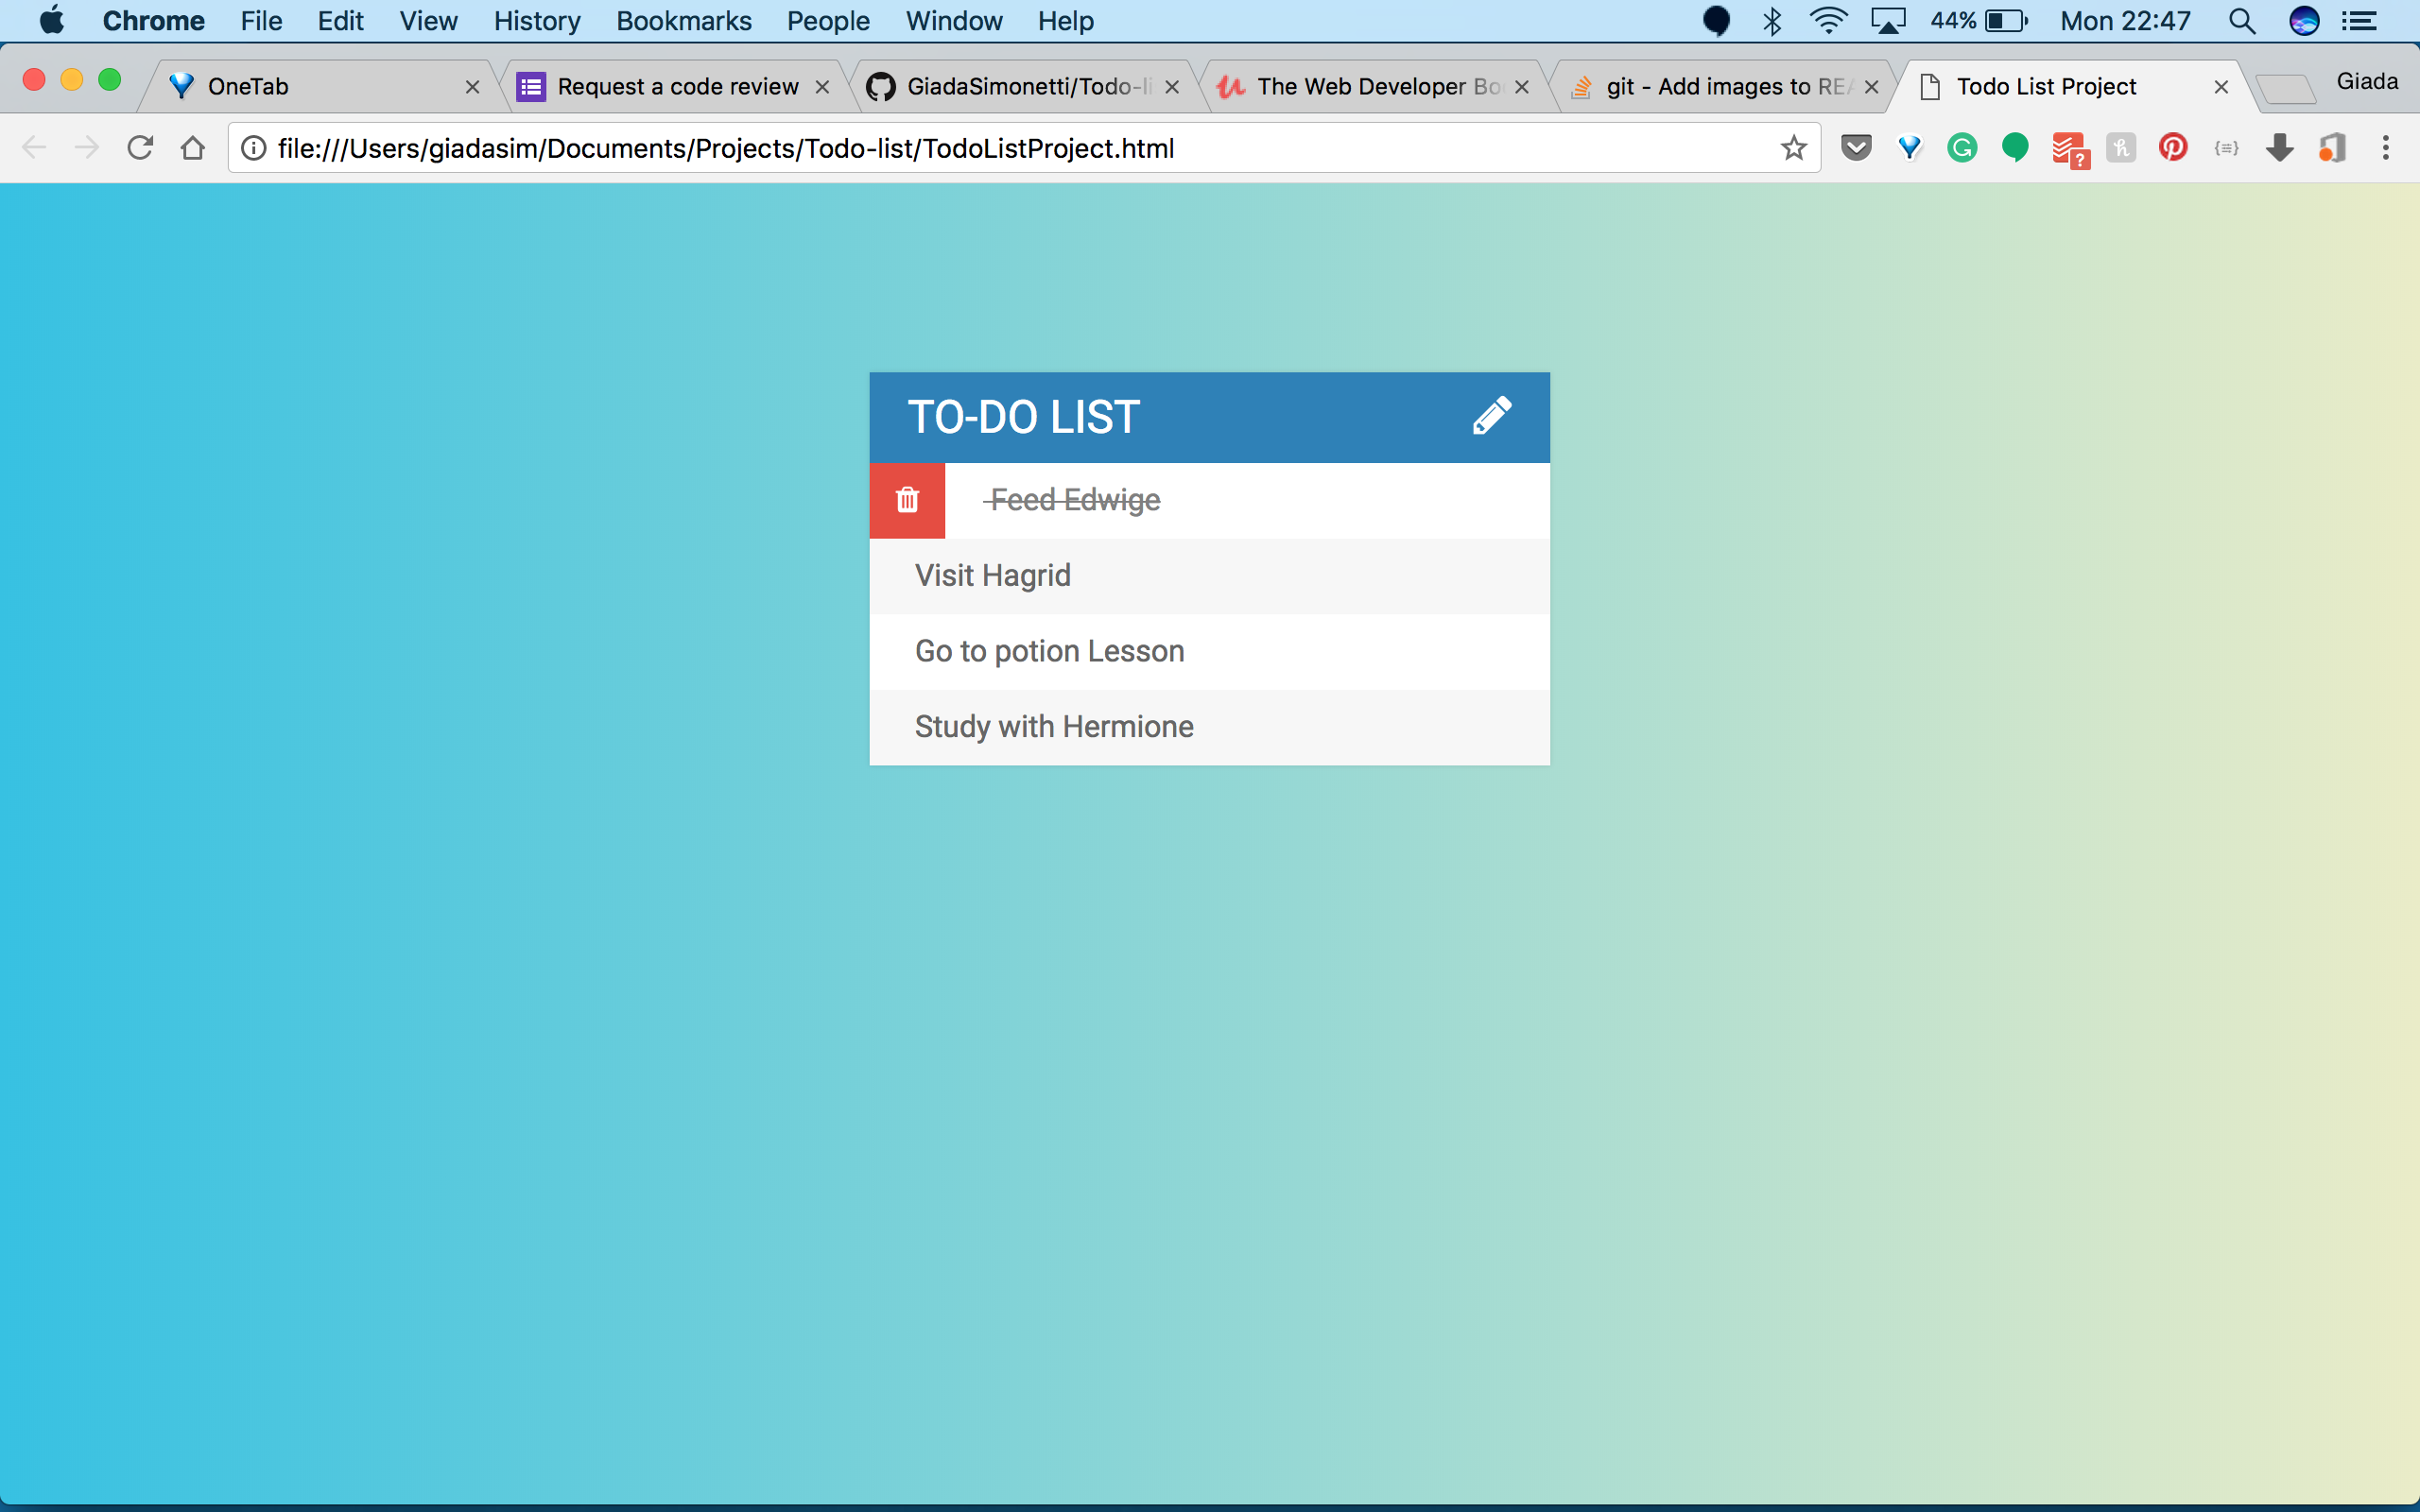 Chrome File Edit View History Bookmarks People Window Help 44% Mon 22:47
OneTab Request a code review GiadaSimonetti/Todo-li The Web Developer Bo git - Add images to REA Todo List Project Giada
file:///Users/giadasim/Documents/Projects/Todo-list/TodoListProject.html
TO-DO LIST
Feed Edwige
Visit Hagrid
Go to potion Lesson
Study with Hermione